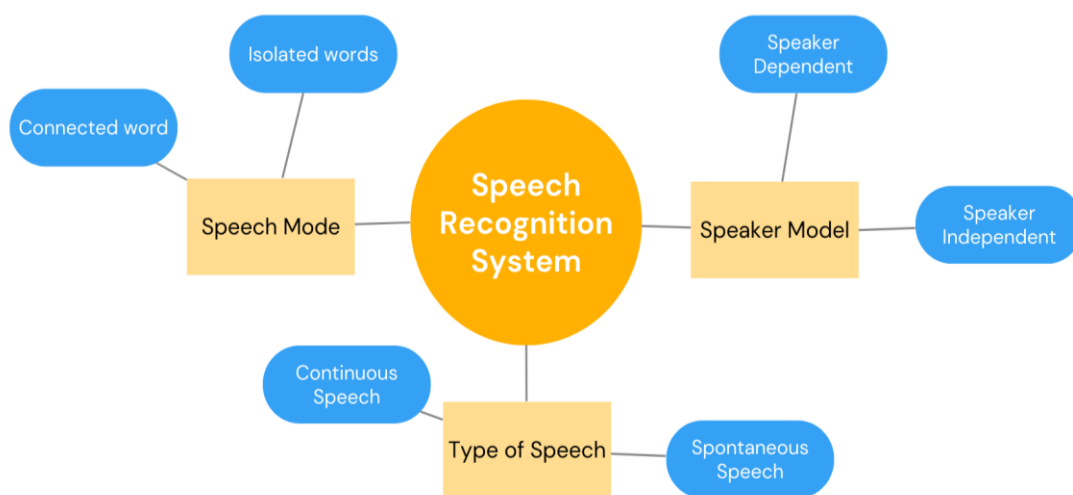 Isolated words
Connected word
Speech Mode
Speech
Recognition
System
Speaker
Dependent
Speaker Model
Speaker
Independent
Continuous
Speech
Type of Speech
Spontaneous
Speech